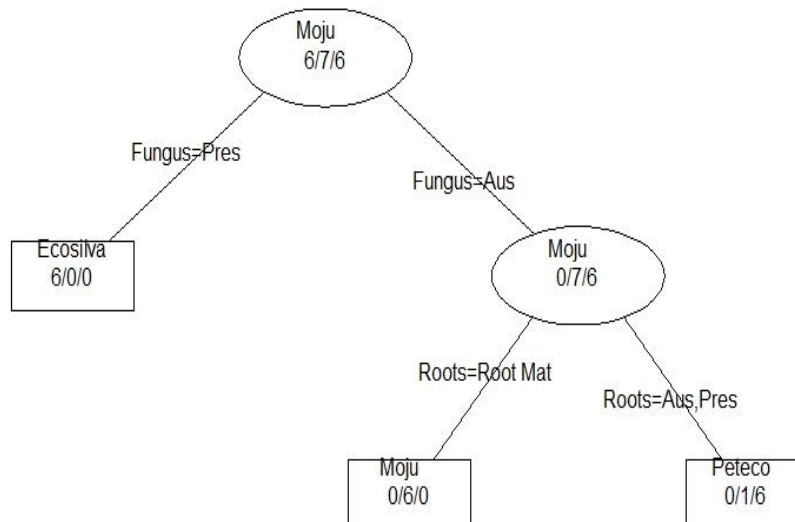 Moju
6/7/6
Fungus=Pres
Fungus=Aus
Ecosilva
6/0/0
Moju
0/7/6
Roots=Root Mat
Roots=Aus,Pres
Moju
0/6/0
Peteco
0/1/6